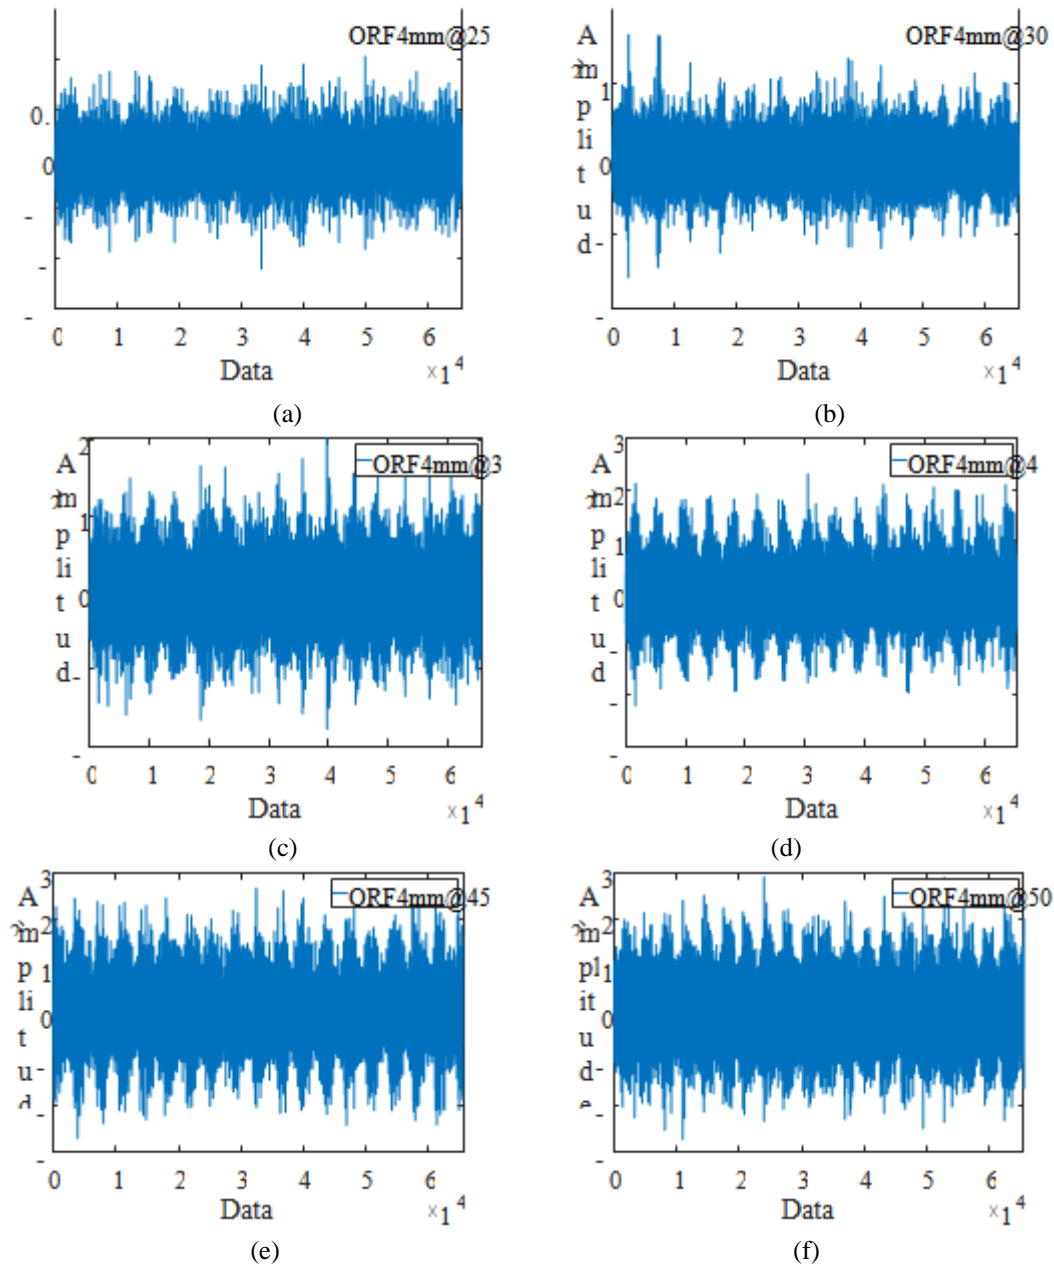 ORF4mm@25
0.
0
-
-
-
0 1 2 3 4 5 6
Data ×1 4
(a)
ORF4mm@30
A
m
p
li
t
u
d
1
0
-
-
0 1 2 3 4 5 6
Data ×1 4
(b)
ORF4mm@3
A
m
p
li
t
u
d
2
1
0
-
-
0 1 2 3 4 5 6
Data ×1 4
(c)
ORF4mm@4
A
m
p
li
t
u
d
3
2
1
0
-
-
-
0 1 2 3 4 5 6
Data ×1 4
(d)
ORF4mm@45
A
m
p
li
t
u
3
2
1
0
-
-
-
0 1 2 3 4 5 6
Data ×1 4
(e)
ORF4mm@50
A
m
pl
it
u
d
3
2
1
0
-
-
-
0 1 2 3 4 5 6
Data ×1 4
(f)